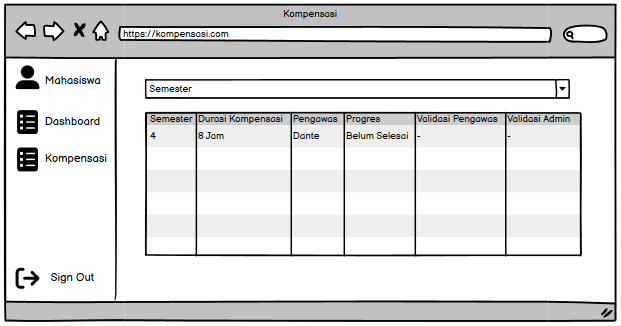 Kompensasi
https://kompensasi.com
Mahasiswa
Dashboard
Kompensasi
Sign Out
Semester
Semester Durasi Kompensasi Pengawas Progres Validasi Pengawas Validasi Admin
4 8 Jam Dante Belum Selesai - -